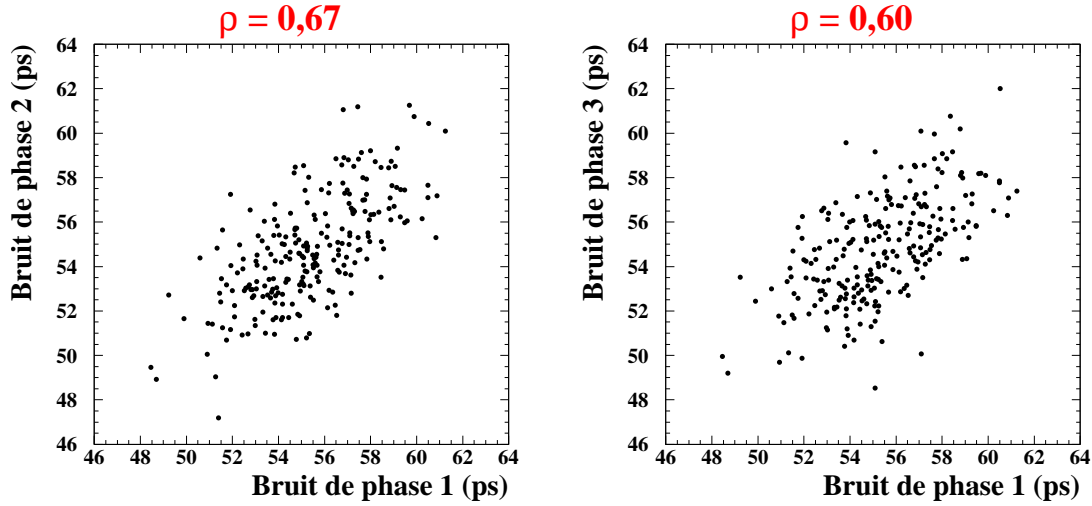 ρ = 0,67
Bruit de phase 2 (ps)
64
62
60
58
56
54
52
50
48
46
46 48 50 52 54 56 58 60 62 64
Bruit de phase 1 (ps)
ρ = 0,60
Bruit de phase 3 (ps)
64
62
60
58
56
54
52
50
48
46
46 48 50 52 54 56 58 60 62 64
Bruit de phase 1 (ps)